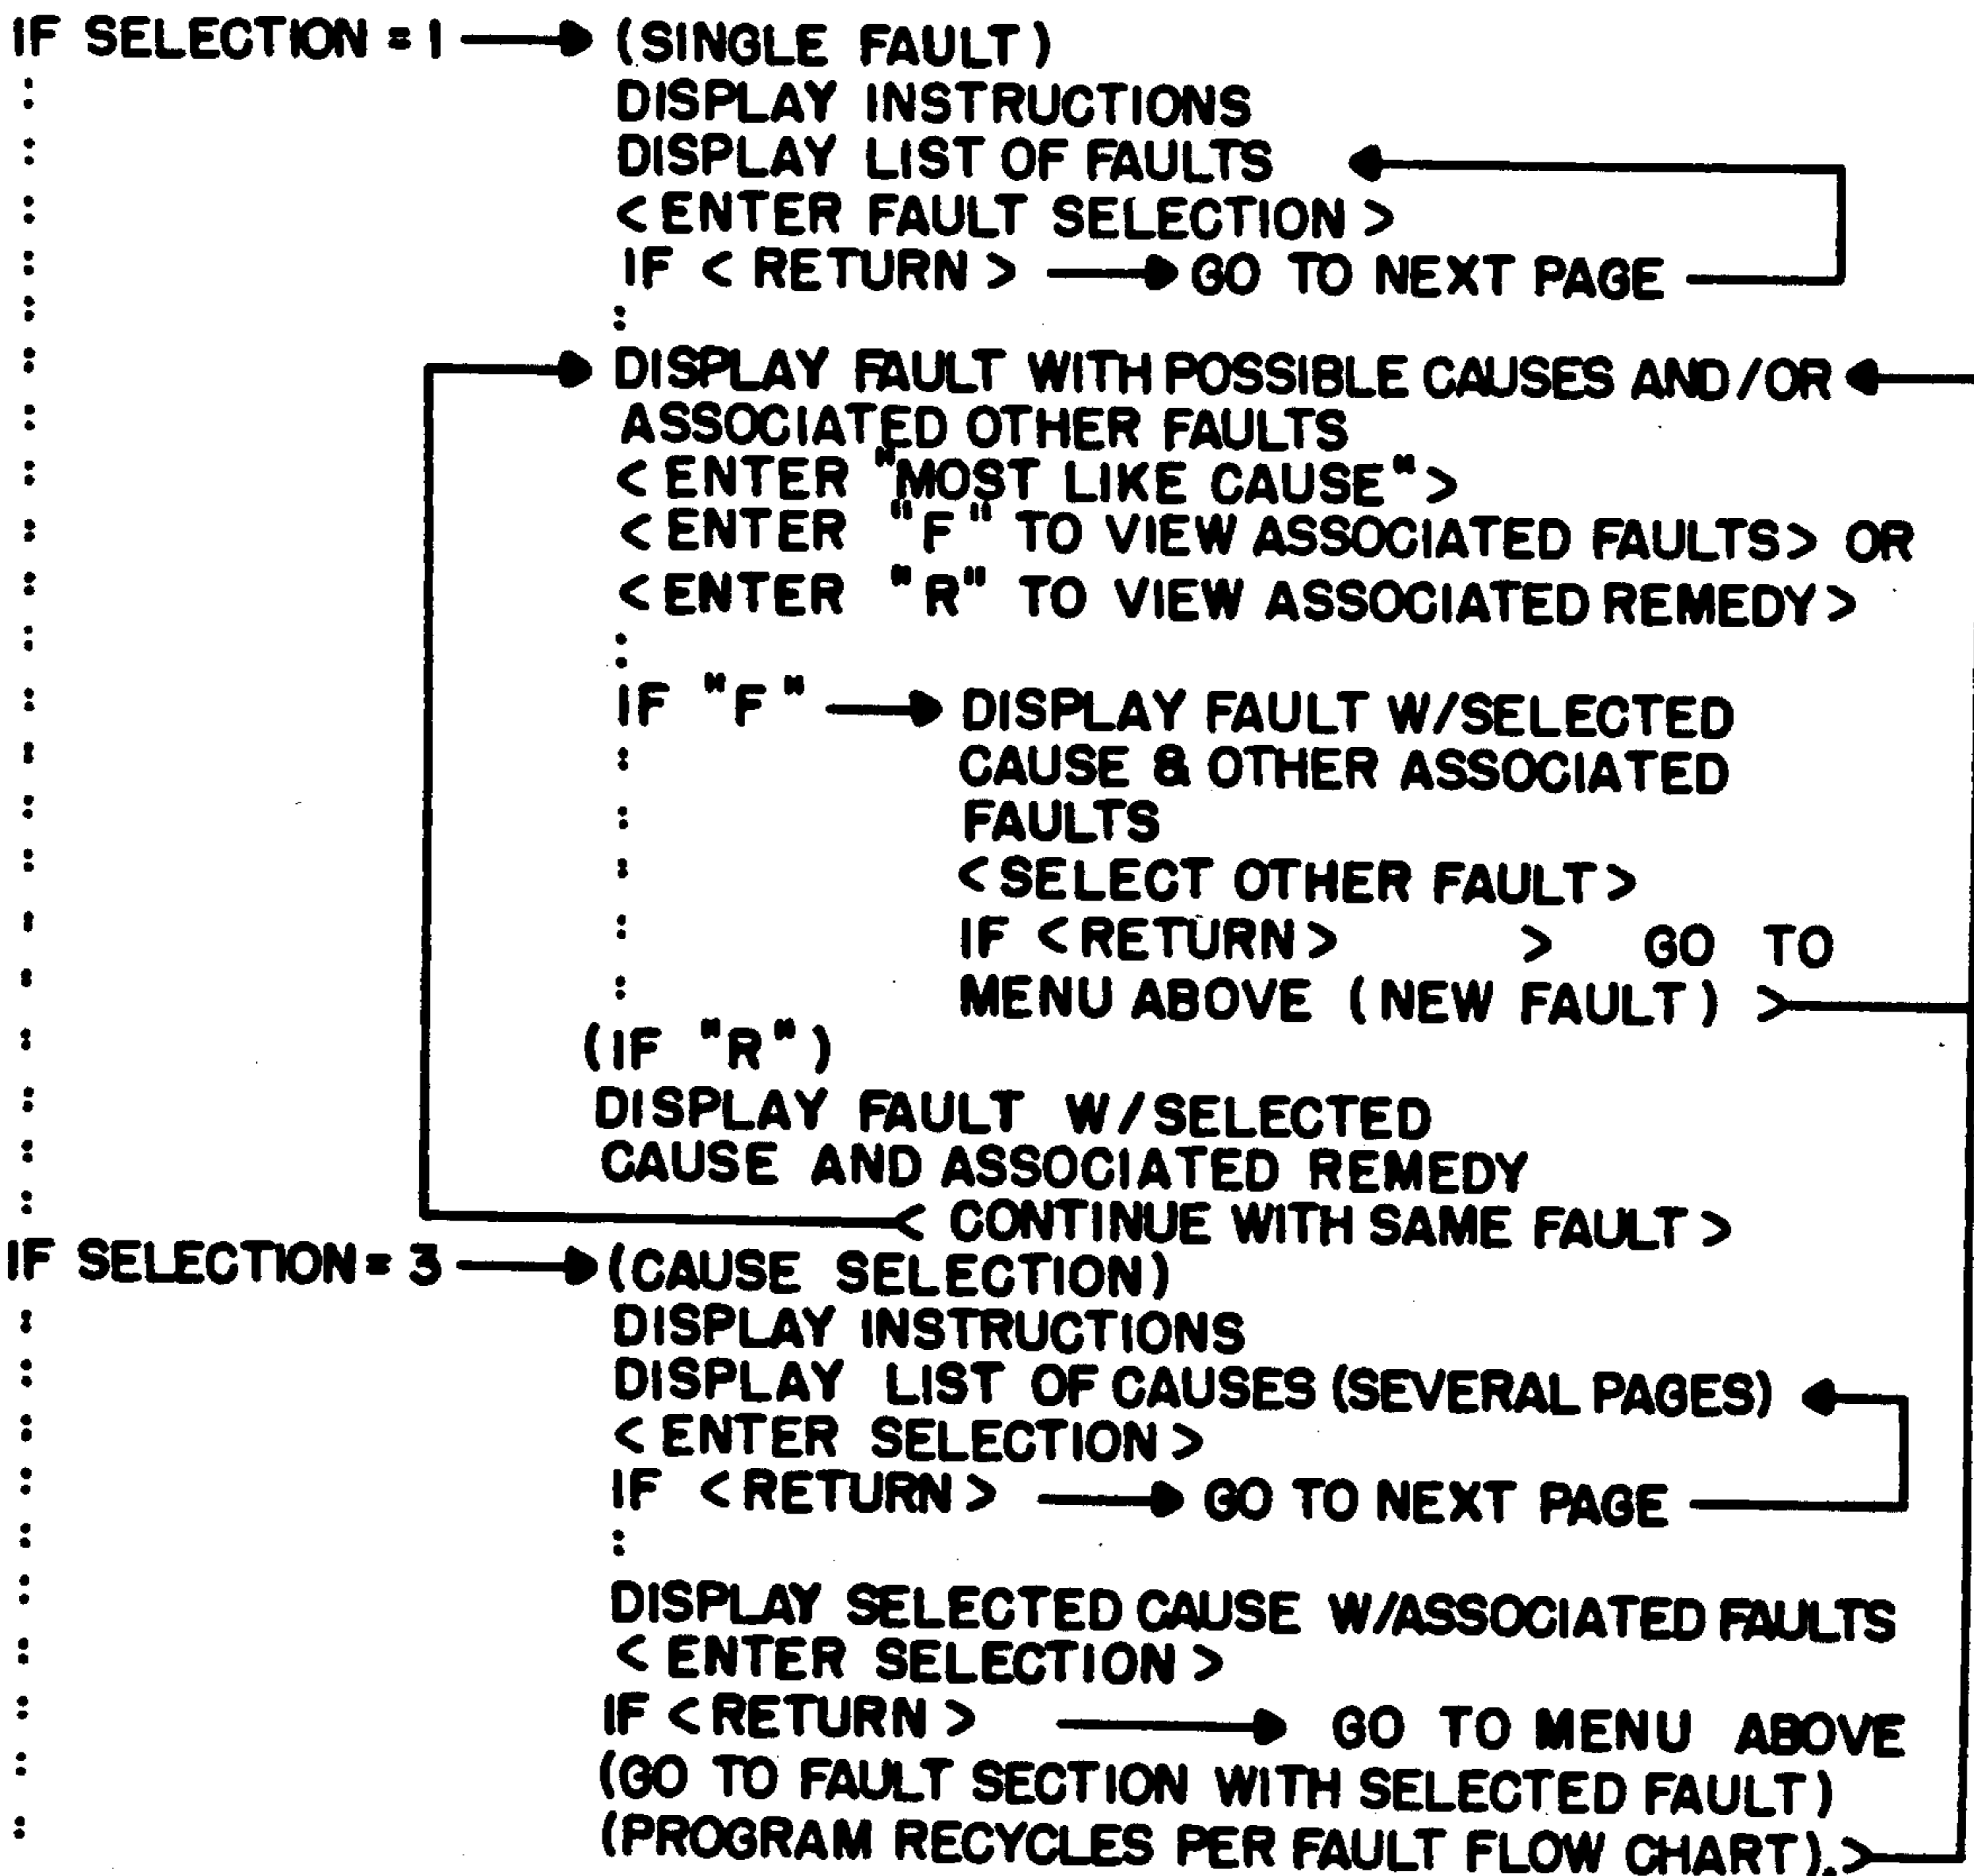 IF SELECTION = 1 (SINGLE FAULT)
DISPLAY INSTRUCTIONS
DISPLAY LIST OF FAULTS
< ENTER FAULT SELECTION >
IF < RETURN > GO TO NEXT PAGE
DISPLAY FAULT WITH POSSIBLE CAUSES AND/OR
ASSOCIATED OTHER FAULTS
< ENTER "MOST LIKE CAUSE" >
< ENTER "F" TO VIEW ASSOCIATED FAULTS > OR
< ENTER "R" TO VIEW ASSOCIATED REMEDY >
IF "F" DISPLAY FAULT W/SELECTED
CAUSE & OTHER ASSOCIATED
FAULTS
< SELECT OTHER FAULT >
IF < RETURN > > GO TO
MENU ABOVE (NEW FAULT) >
(IF "R")
DISPLAY FAULT W/SELECTED
CAUSE AND ASSOCIATED REMEDY
< CONTINUE WITH SAME FAULT >
IF SELECTION = 3 (CAUSE SELECTION)
DISPLAY INSTRUCTIONS
DISPLAY LIST OF CAUSES (SEVERAL PAGES)
< ENTER SELECTION >
IF < RETURN > GO TO NEXT PAGE
DISPLAY SELECTED CAUSE W/ASSOCIATED FAULTS
< ENTER SELECTION >
IF < RETURN > GO TO MENU ABOVE
(GO TO FAULT SECTION WITH SELECTED FAULT)
(PROGRAM RECYCLES PER FAULT FLOW CHART). >